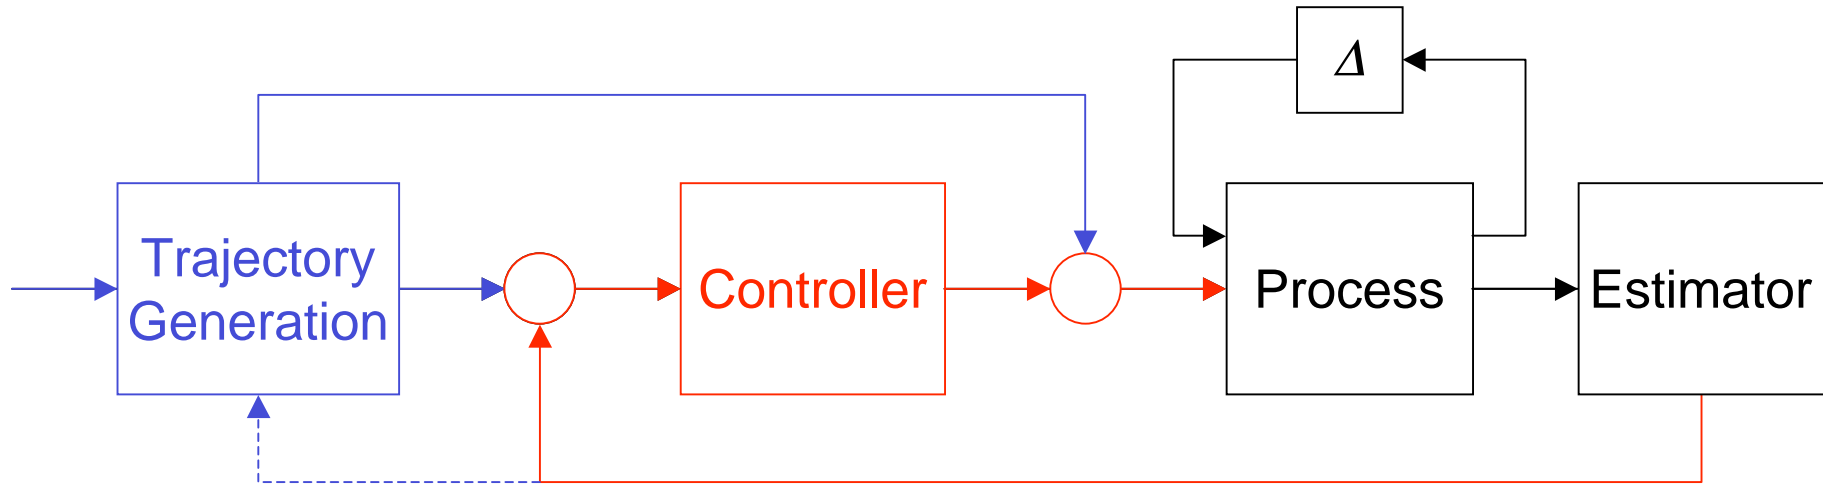 Δ
Trajectory
Generation
Controller
Process
Estimator